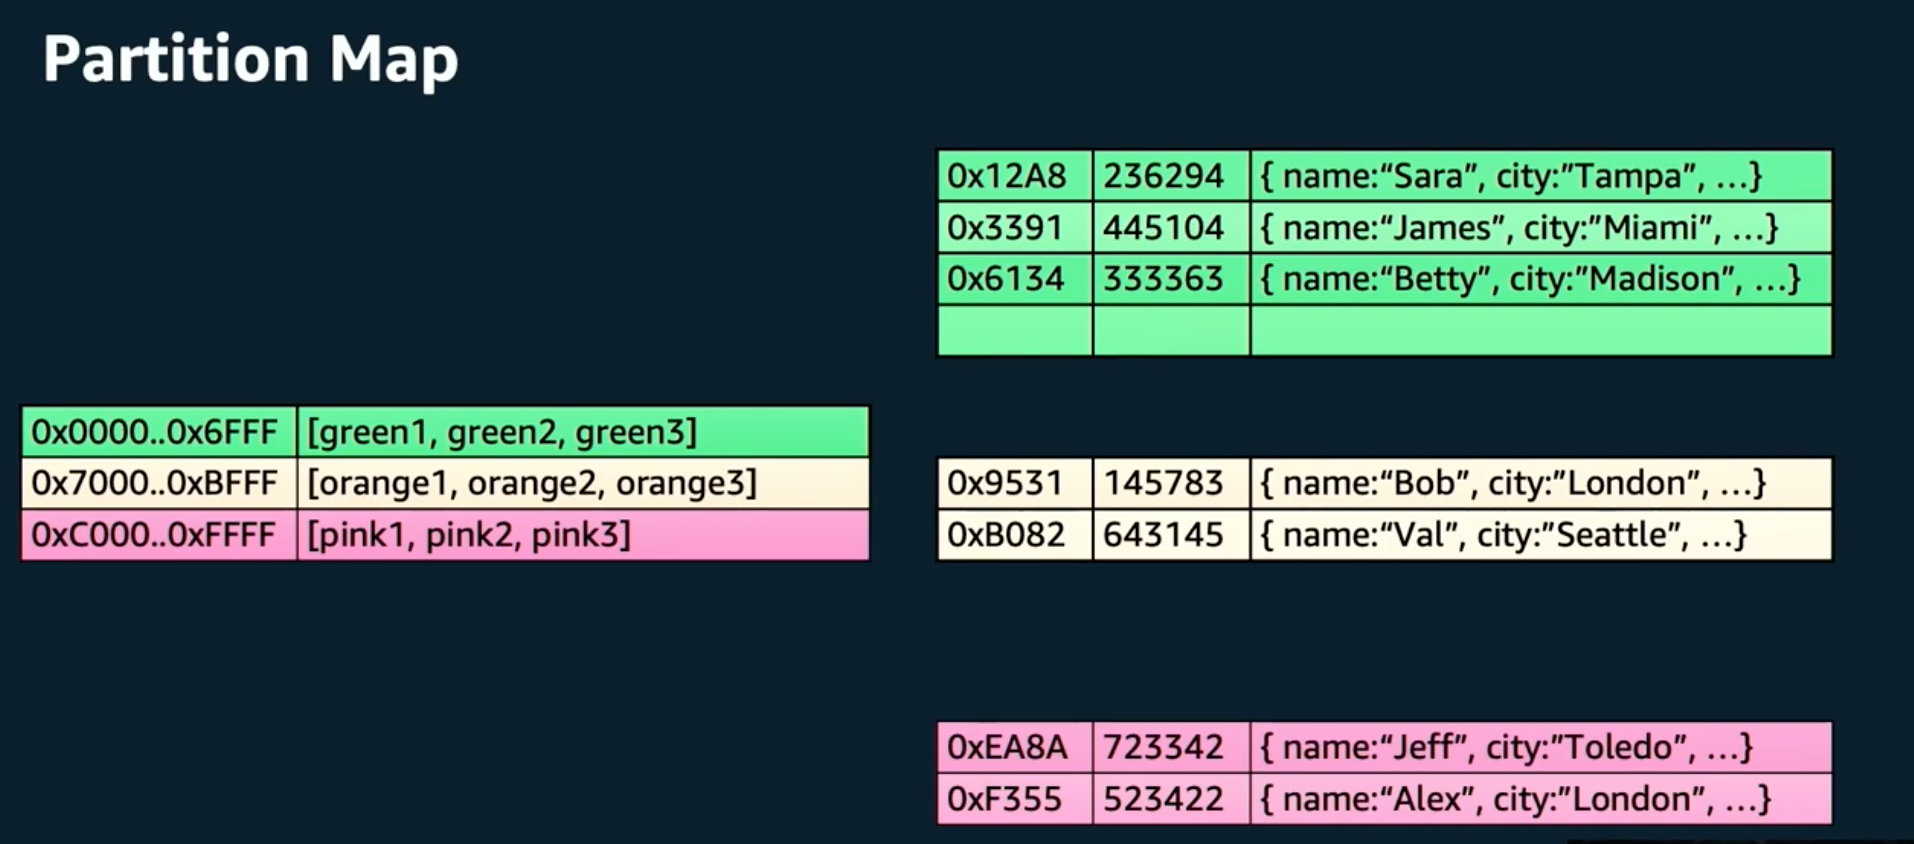 Partition Map
0x12A8 236294 { name:“Sara”, city:”Tampa”, ...}
0x3391 445104 { name:“James”, city:”Miami”, ...}
0x6134 333363 { name:“Betty”, city:”Madison”, ...}
0x0000..0x6FFF [green1, green2, green3]
0x7000..0xBFFF [orange1, orange2, orange3]
0xC000..0xFFFF [pink1, pink2, pink3]
0x9531 145783 { name:“Bob”, city:”London”, ...}
0xB082 643145 { name:“Val”, city:”Seattle”, ...}
0xEA8A 723342 { name:“Jeff”, city:”Toledo”, ...}
0xF355 523422 { name:“Alex”, city:”London”, ...}